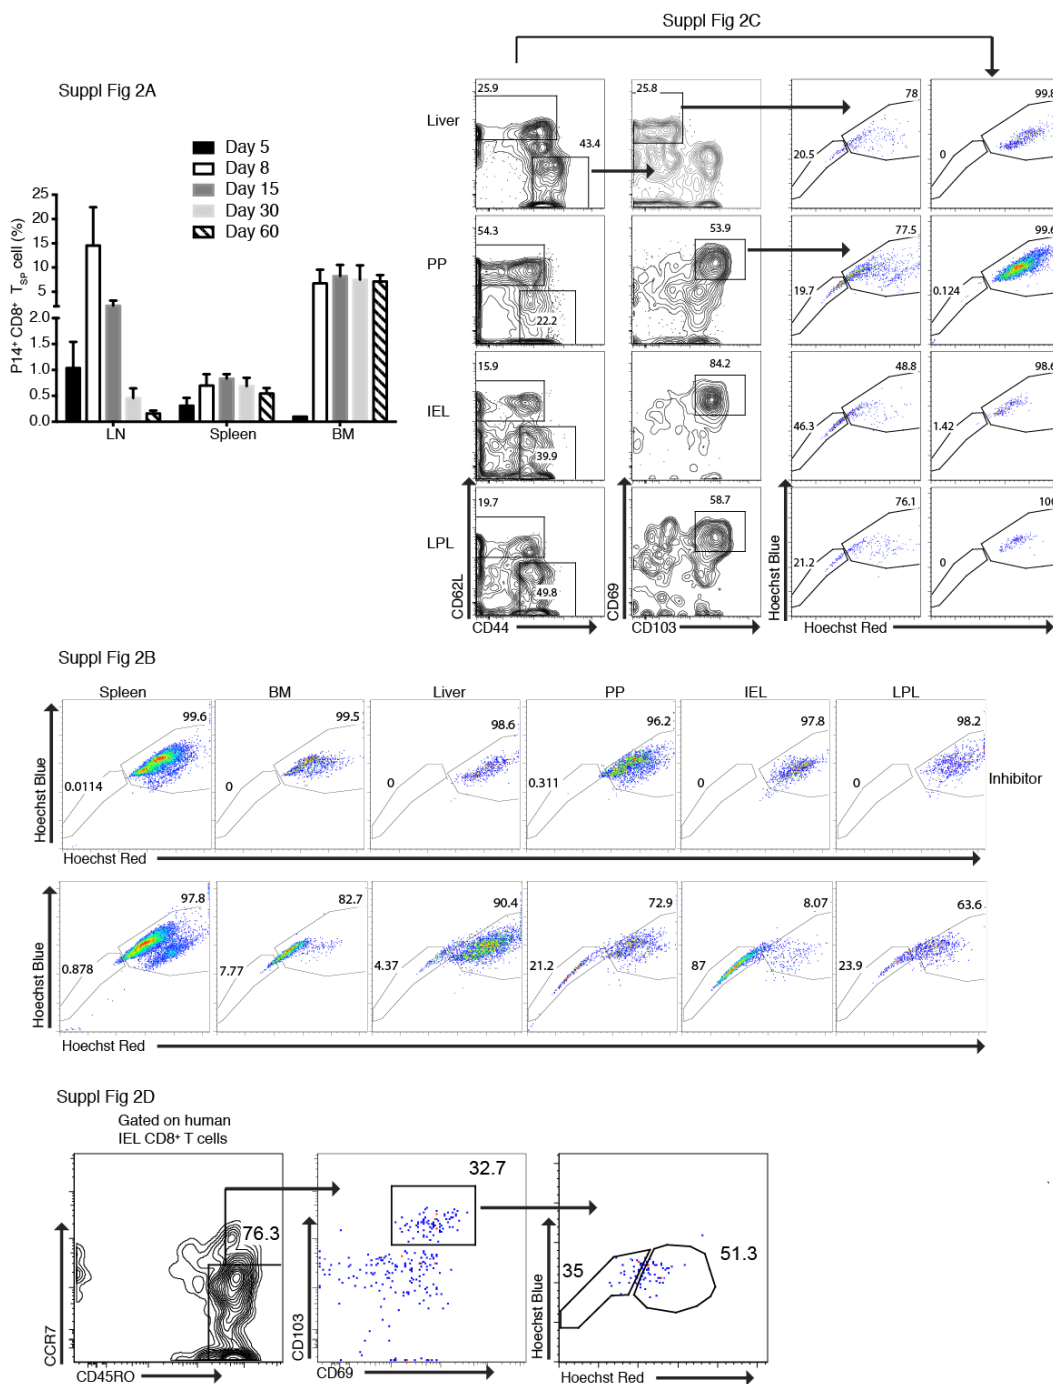 Suppl Fig 2C
Suppl Fig 2A
Day 5
Day 8
Day 15
Day 30
Day 60
P14+ CD8+ TSP cell (%)
25
20
15
10
5
2.0
1.5
1.0
0.5
0.0
LN Spleen BM
Liver
25.9
43.4
25.8
78
20.5
99.8
0
PP
54.3
22.2
53.9
77.5
19.7
99.6
0.124
IEL
15.9
39.9
84.2
48.8
46.3
98.6
1.42
LPL
19.7
49.8
58.7
76.1
21.2
100
0
CD62L
CD44
CD69
CD103
Hoechst Blue
Hoechst Red
Suppl Fig 2B
Spleen BM Liver PP IEL LPL
99.6 99.5 98.6 96.2 97.8 98.2
0.0114 0 0 0.311 0 0
Inhibitor
Hoechst Blue
Hoechst Red
97.8 82.7 90.4 72.9 8.07 63.6
0.878 7.77 4.37 21.2 87 23.9
Hoechst Blue
Hoechst Red
Suppl Fig 2D
Gated on human
IEL CD8+ T cells
76.3
32.7
35
51.3
CCR7
CD45RO
CD103
CD69
Hoechst Blue
Hoechst Red